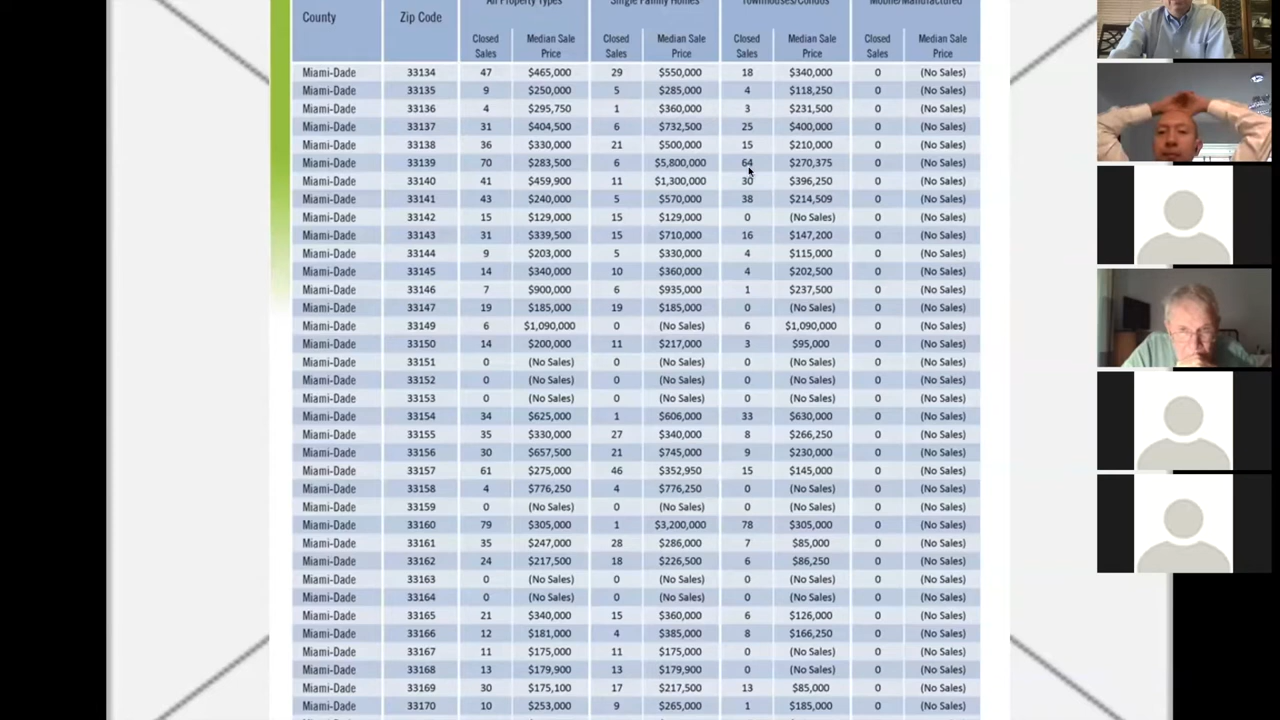 All Property Types Single Family Homes Townhouses/Condos Mobile/Manufactured
County Zip Code
Closed Sales Median Sale Price Closed Sales Median Sale Price Closed Sales Median Sale Price Closed Sales Median Sale Price
Miami-Dade 33134 47 $465,000 29 $550,000 18 $340,000 0 (No Sales)
Miami-Dade 33135 9 $250,000 5 $285,000 4 $118,250 0 (No Sales)
Miami-Dade 33136 4 $295,750 1 $360,000 3 $231,500 0 (No Sales)
Miami-Dade 33137 31 $404,500 6 $732,500 25 $400,000 0 (No Sales)
Miami-Dade 33138 36 $330,000 21 $500,000 15 $210,000 0 (No Sales)
Miami-Dade 33139 70 $283,500 6 $5,800,000 64 $270,375 0 (No Sales)
Miami-Dade 33140 41 $459,900 11 $1,300,000 30 $396,250 0 (No Sales)
Miami-Dade 33141 43 $240,000 5 $570,000 38 $214,509 0 (No Sales)
Miami-Dade 33142 15 $129,000 15 $129,000 0 (No Sales) 0 (No Sales)
Miami-Dade 33143 31 $339,500 15 $710,000 16 $147,200 0 (No Sales)
Miami-Dade 33144 9 $203,000 5 $330,000 4 $115,000 0 (No Sales)
Miami-Dade 33145 14 $340,000 10 $360,000 4 $202,500 0 (No Sales)
Miami-Dade 33146 7 $900,000 6 $935,000 1 $237,500 0 (No Sales)
Miami-Dade 33147 19 $185,000 19 $185,000 0 (No Sales) 0 (No Sales)
Miami-Dade 33149 6 $1,090,000 0 (No Sales) 6 $1,090,000 0 (No Sales)
Miami-Dade 33150 14 $200,000 11 $217,000 3 $95,000 0 (No Sales)
Miami-Dade 33151 0 (No Sales) 0 (No Sales) 0 (No Sales) 0 (No Sales)
Miami-Dade 33152 0 (No Sales) 0 (No Sales) 0 (No Sales) 0 (No Sales)
Miami-Dade 33153 0 (No Sales) 0 (No Sales) 0 (No Sales) 0 (No Sales)
Miami-Dade 33154 34 $625,000 1 $606,000 33 $630,000 0 (No Sales)
Miami-Dade 33155 35 $330,000 27 $340,000 8 $266,250 0 (No Sales)
Miami-Dade 33156 30 $657,500 21 $745,000 9 $230,000 0 (No Sales)
Miami-Dade 33157 61 $275,000 46 $352,950 15 $145,000 0 (No Sales)
Miami-Dade 33158 4 $776,250 4 $776,250 0 (No Sales) 0 (No Sales)
Miami-Dade 33159 0 (No Sales) 0 (No Sales) 0 (No Sales) 0 (No Sales)
Miami-Dade 33160 79 $305,000 1 $3,200,000 78 $305,000 0 (No Sales)
Miami-Dade 33161 35 $247,000 28 $286,000 7 $85,000 0 (No Sales)
Miami-Dade 33162 24 $217,500 18 $226,500 6 $86,250 0 (No Sales)
Miami-Dade 33163 0 (No Sales) 0 (No Sales) 0 (No Sales) 0 (No Sales)
Miami-Dade 33164 0 (No Sales) 0 (No Sales) 0 (No Sales) 0 (No Sales)
Miami-Dade 33165 21 $340,000 15 $360,000 6 $126,000 0 (No Sales)
Miami-Dade 33166 12 $181,000 4 $385,000 8 $166,250 0 (No Sales)
Miami-Dade 33167 11 $175,000 11 $175,000 0 (No Sales) 0 (No Sales)
Miami-Dade 33168 13 $179,900 13 $179,900 0 (No Sales) 0 (No Sales)
Miami-Dade 33169 30 $175,100 17 $217,500 13 $85,000 0 (No Sales)
Miami-Dade 33170 10 $253,000 9 $265,000 1 $185,000 0 (No Sales)